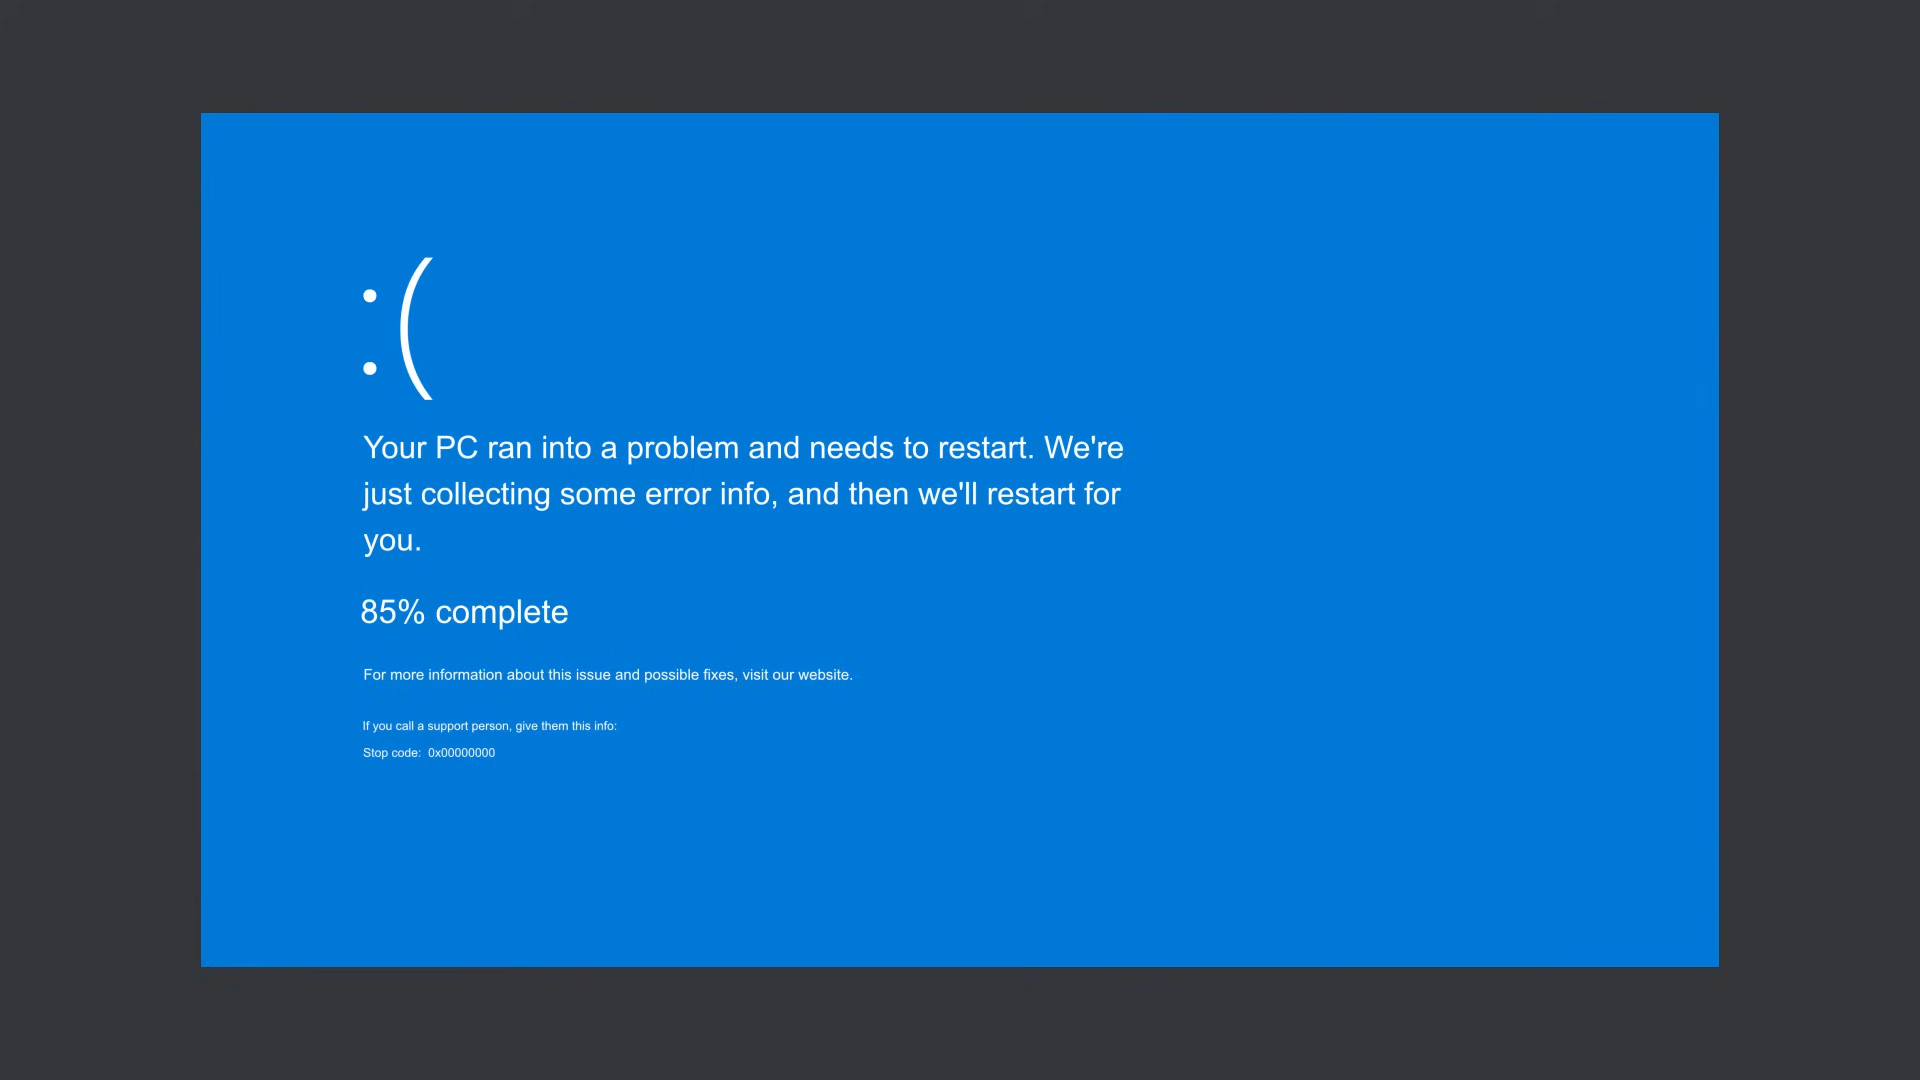 :(
Your PC ran into a problem and needs to restart. We're
just collecting some error info, and then we'll restart for
you.
85% complete
For more information about this issue and possible fixes, visit our website.
If you call a support person, give them this info:
Stop code: 0x00000000